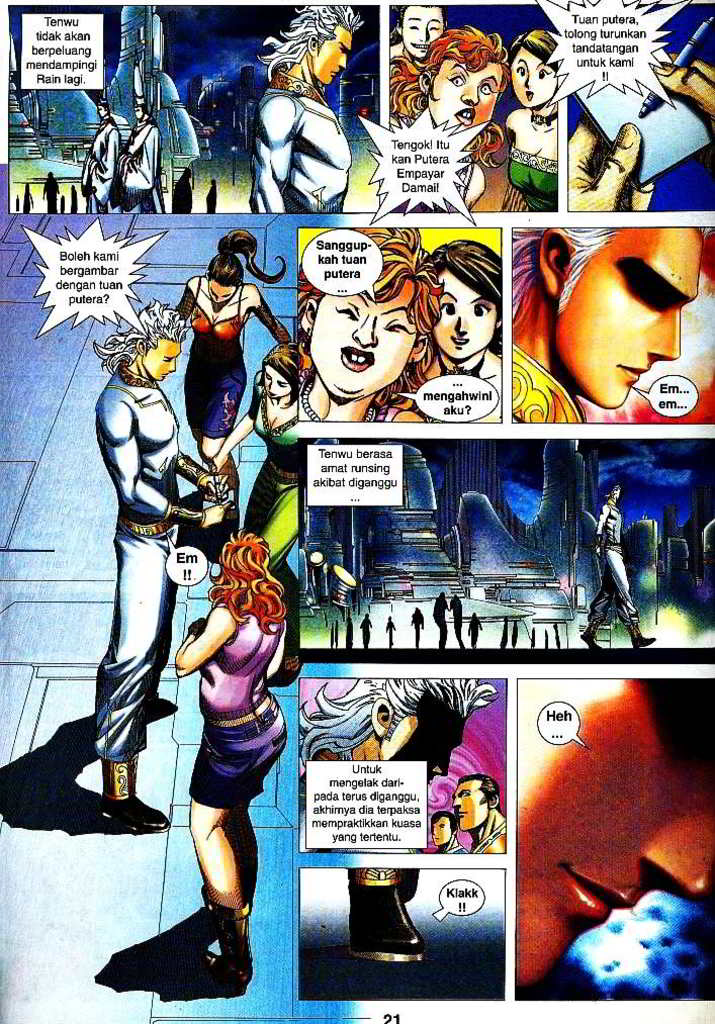 Tenwu
tidak akan
berpeluang
mendampingi
Rain lagi.
Tengok! Itu
kan Putera
Empayar
Damai!
Tuan putera,
tolong turunkan
tandatangan
untuk kami
!!
Boleh kami
bergambar
dengan tuan
putera?
Em
!!
Sanggup-
kah tuan
putera
...
...
mengahwini
aku?
Em...
em...
Tenwu berasa
amat runsing
akibat diganggu
...
Untuk
mengelak dari-
pada terus diganggu,
akhirnya dia terpaksa
mempraktikkan kuasa
yang tertentu.
Heh
...
Klakk
!!
21